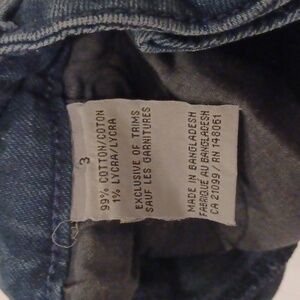 3
99% COTTON/COTON
1% LYCRA/LYCRA
EXCLUSIVE OF TRIMS
SAUF LES GARNITURES
MADE IN BANGLADESH
FABRIQUÉ AU BANGLADESH
CA 21099 / RN 148061